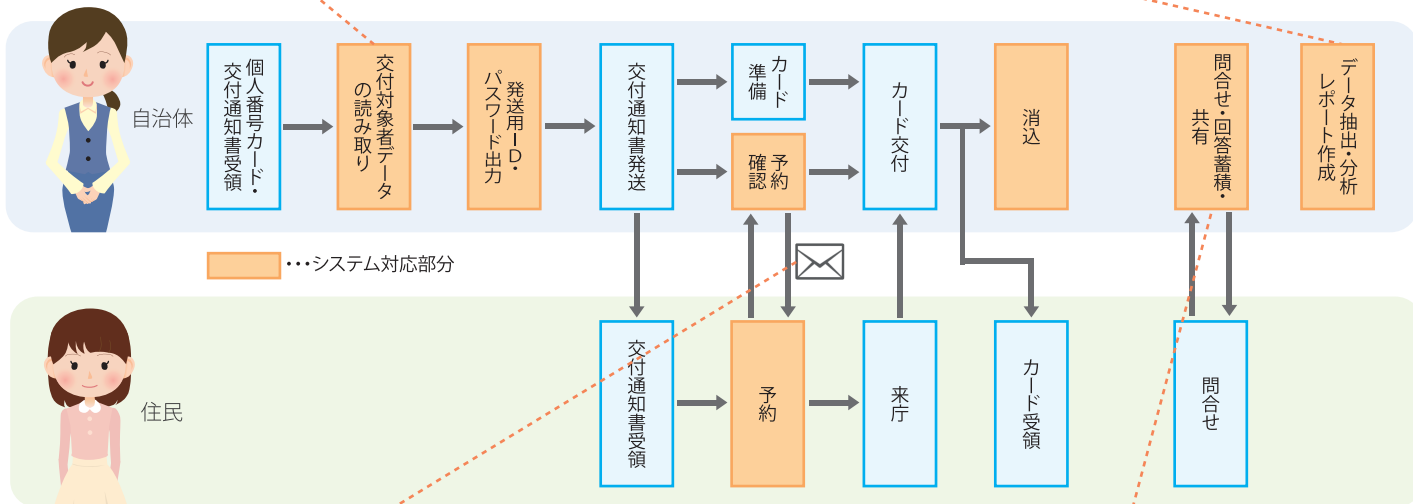 自治体
個人番号カード・
交付通知書受領
交付対象者データ
の読み取り
発送用ID・
パスワード出力
交付通知書発送
カード
準備
予約
確認
カード交付
消込
問合せ・回答蓄積・
共有
データ抽出・分析
レポート作成
・・・システム対応部分
住民
交付通知書受領
予約
来庁
カード受領
問合せ